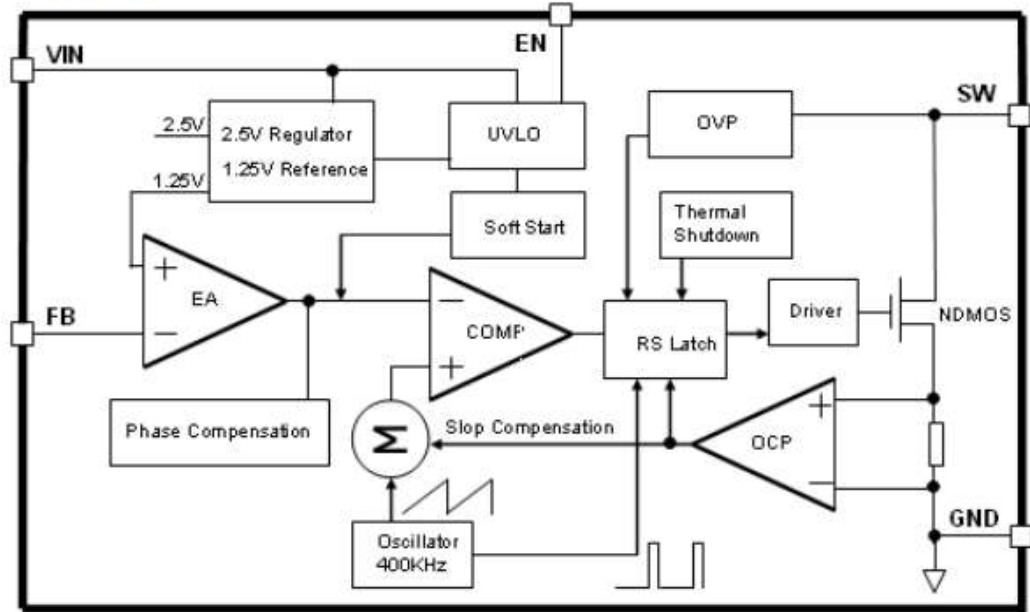 EN
VIN
SW
2.5V
2.5V Regulator
1.25V Reference
1.25V
UVLO
OVP
Soft Start
Thermal
Shutdown
EA
FB
COMP
RS Latch
Driver
NDMOS
Phase Compensation
Σ
Slop Compensation
OCP
GND
Oscillator
400KHz